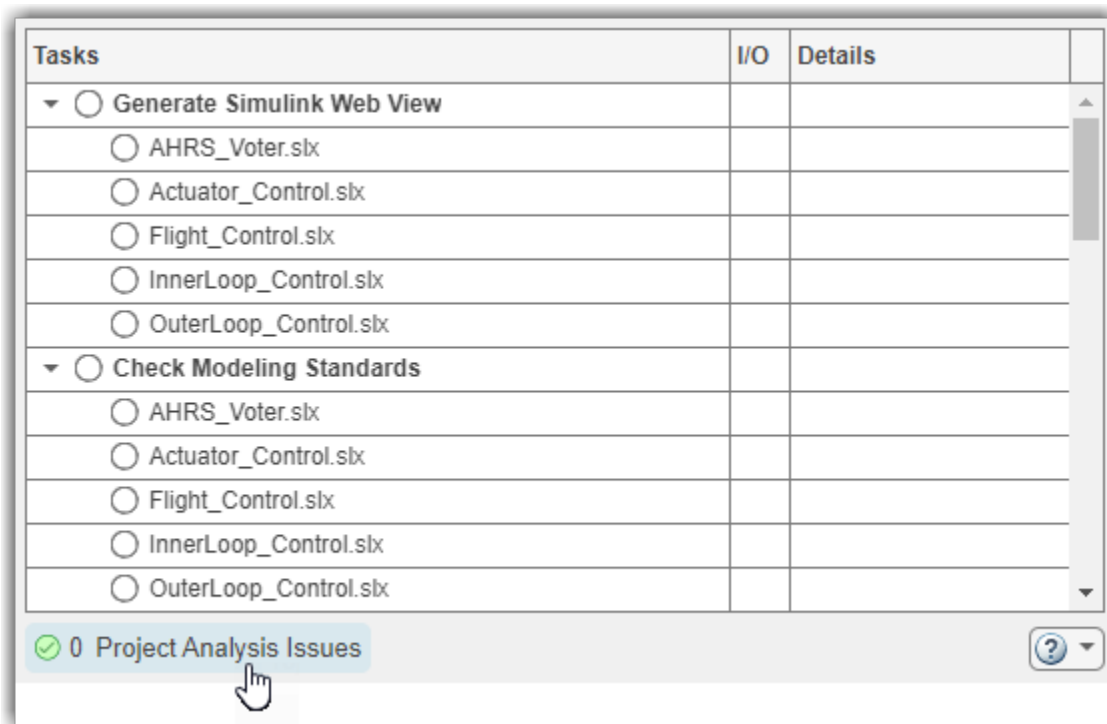 Tasks I/O Details
Generate Simulink Web View
AHRS_Voter.slx
Actuator_Control.slx
Flight_Control.slx
InnerLoop_Control.slx
OuterLoop_Control.slx
Check Modeling Standards
AHRS_Voter.slx
Actuator_Control.slx
Flight_Control.slx
InnerLoop_Control.slx
OuterLoop_Control.slx
0 Project Analysis Issues ?